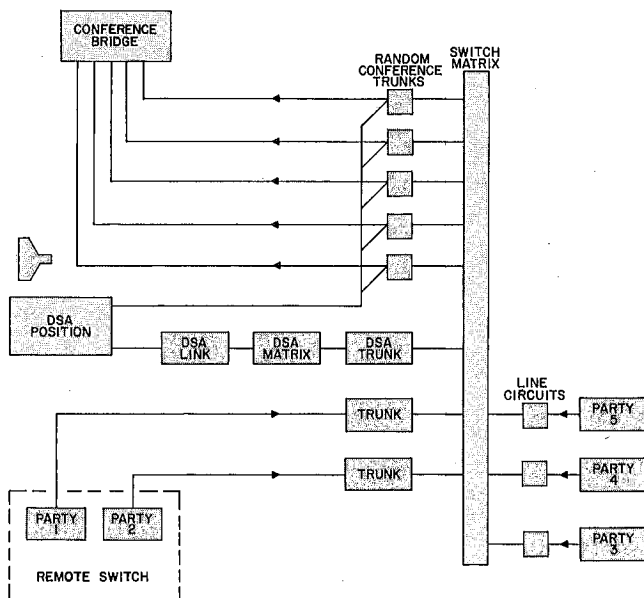 CONFERENCE
BRIDGE
RANDOM
CONFERENCE
TRUNKS
SWITCH
MATRIX
DSA
POSITION
DSA
LINK
DSA
MATRIX
DSA
TRUNK
LINE
CIRCUITS
TRUNK
PARTY
5
TRUNK
PARTY
4
PARTY
1
PARTY
2
PARTY
3
REMOTE SWITCH